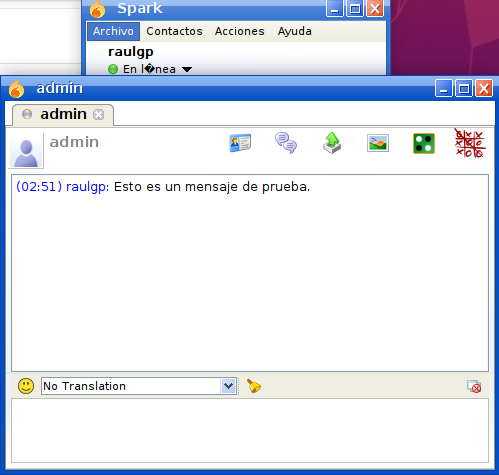 Spark
Archivo Contactos Acciones Ayuda
raulgp
En l�nea
admin
admin
admin
(02:51) raulgp: Esto es un mensaje de prueba.
No Translation